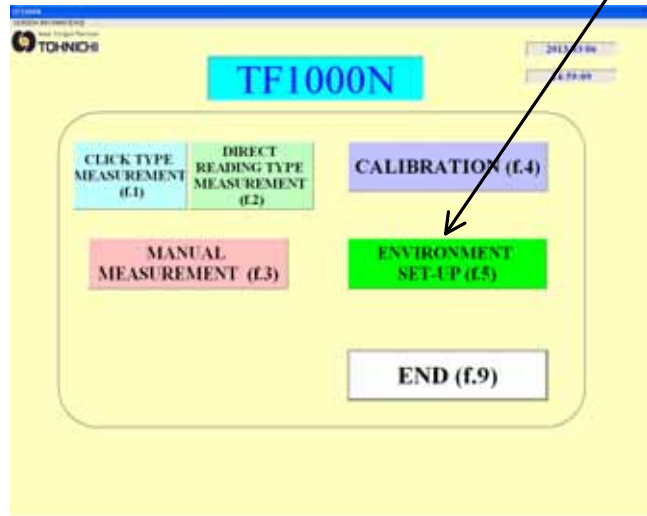 TF1000N
TOHNICHI
TF1000N
CLICK TYPE
MEASUREMENT
(f.1)
DIRECT
READING TYPE
MEASUREMENT
(f.2)
CALIBRATION (f.4)
MANUAL
MEASUREMENT (f.3)
ENVIRONMENT
SET-UP (f.5)
END (f.9)